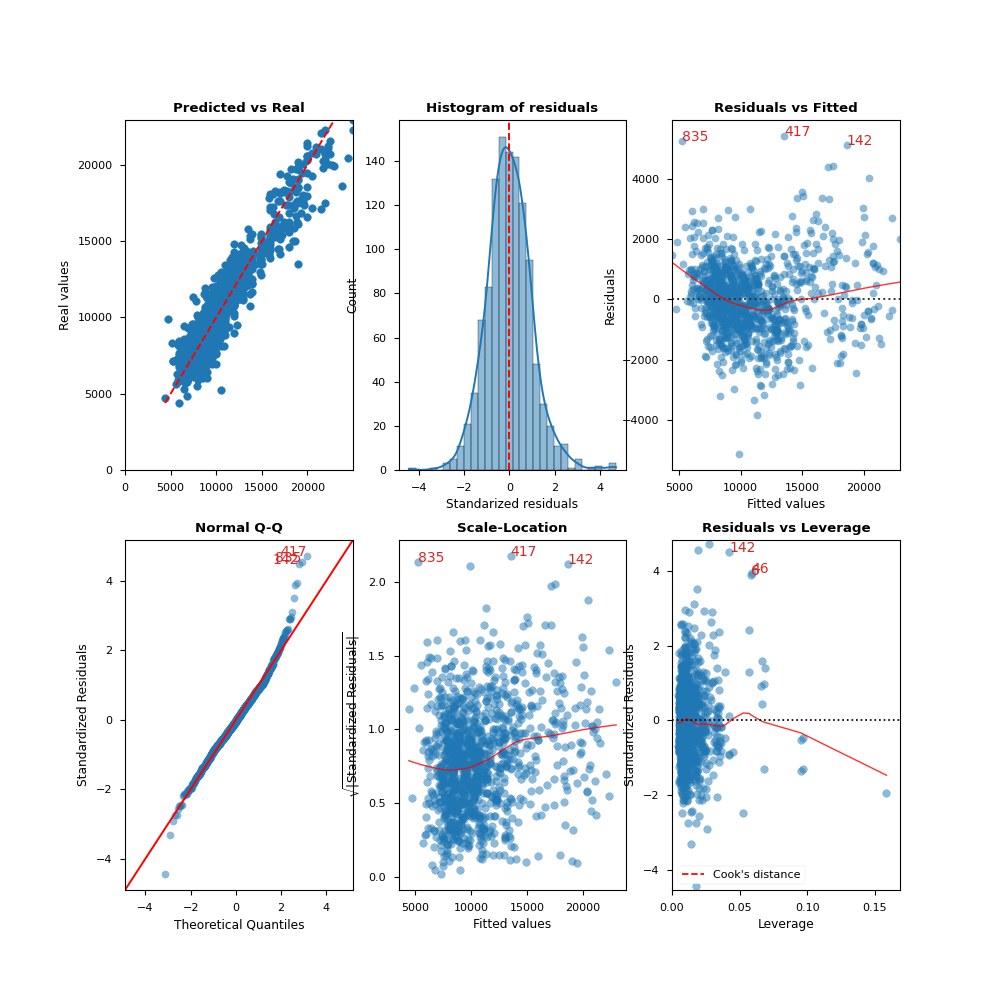 Predicted vs Real
Real values
20000
15000
10000
5000
0
0 5000 10000 15000 20000
Histogram of residuals
Count
140
120
100
80
60
40
20
0
−4 −2 0 2 4
Standarized residuals
Residuals vs Fitted
Residuals
835
417
142
4000
2000
0
−2000
−4000
5000 10000 15000 20000
Fitted values
Normal Q-Q
Standardized Residuals
417
835
142
4
2
0
−2
−4
−4 −2 0 2 4
Theoretical Quantiles
Scale-Location
√|Standardized Residuals|
835
417
142
2.0
1.5
1.0
0.5
0.0
5000 10000 15000 20000
Fitted values
Residuals vs Leverage
Standardized Residuals
142
46
4
2
0
−2
−4
Cook's distance
0.00 0.05 0.10 0.15
Leverage